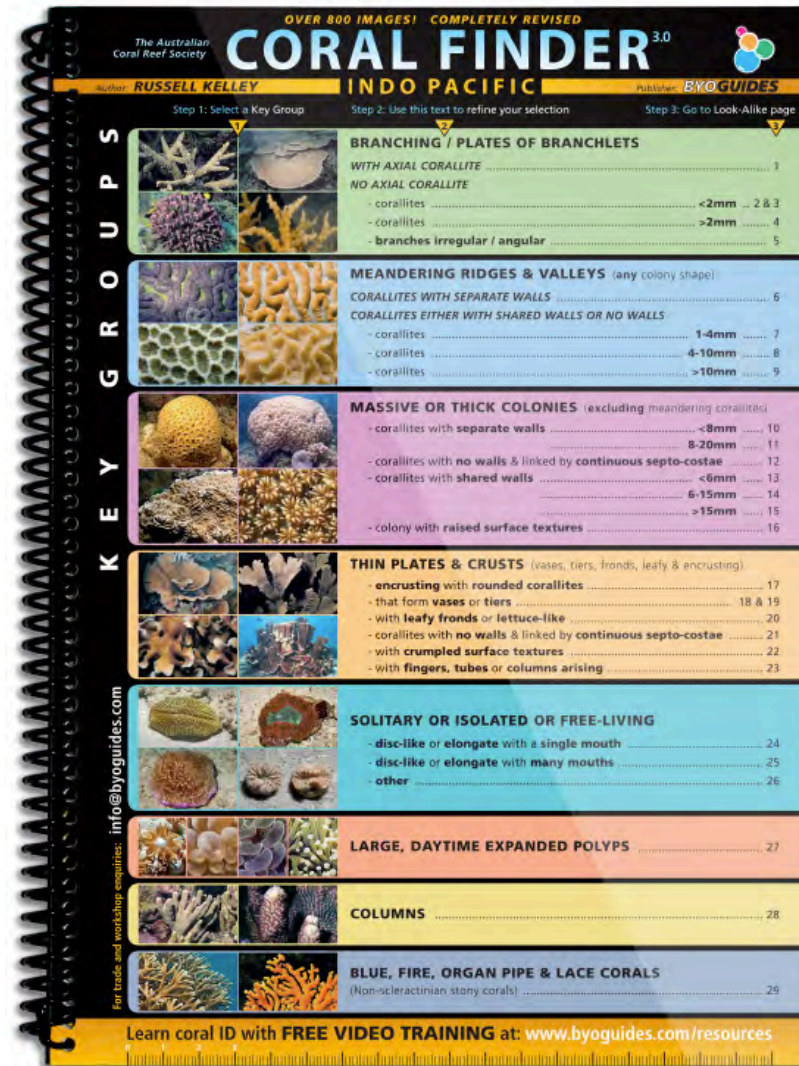 OVER 800 IMAGES! COMPLETELY REVISED
The Australian
Coral Reef Society
CORAL FINDER 3.0
Author: RUSSELL KELLEY
INDO PACIFIC
Publisher: BYOGUIDES
Step 1: Select a Key Group
Step 2: Use this text to refine your selection
Step 3: Go to Look-Alike page
1
2
3
KEY GROUPS
BRANCHING / PLATES OF BRANCHLETS
WITH AXIAL CORALLITE 1
NO AXIAL CORALLITE
- corallites <2mm 2 & 3
- corallites >2mm 4
- branches irregular / angular 5
MEANDERING RIDGES & VALLEYS (any colony shape)
CORALLITES WITH SEPARATE WALLS 6
CORALLITES EITHER WITH SHARED WALLS OR NO WALLS
- corallites 1-4mm 7
- corallites 4-10mm 8
- corallites >10mm 9
MASSIVE OR THICK COLONIES (excluding meandering corallites)
- corallites with separate walls <8mm 10
8-20mm 11
- corallites with no walls & linked by continuous septo-costae 12
- corallites with shared walls <6mm 13
6-15mm 14
>15mm 15
- colony with raised surface textures 16
THIN PLATES & CRUSTS (vases, tiers, fronds, leafy & encrusting)
- encrusting with rounded corallites 17
- that form vases or tiers 18 & 19
- with leafy fronds or lettuce-like 20
- corallites with no walls & linked by continuous septo-costae 21
- with crumpled surface textures 22
- with fingers, tubes or columns arising 23
SOLITARY OR ISOLATED OR FREE-LIVING
- disc-like or elongate with a single mouth 24
- disc-like or elongate with many mouths 25
- other 26
LARGE, DAYTIME EXPANDED POLYPS 27
COLUMNS 28
BLUE, FIRE, ORGAN PIPE & LACE CORALS
(Non-scleractinian stony corals) 29
For trade and workshop enquiries: info@byoguides.com
Learn coral ID with FREE VIDEO TRAINING at: www.byoguides.com/resources
0 1 2 3